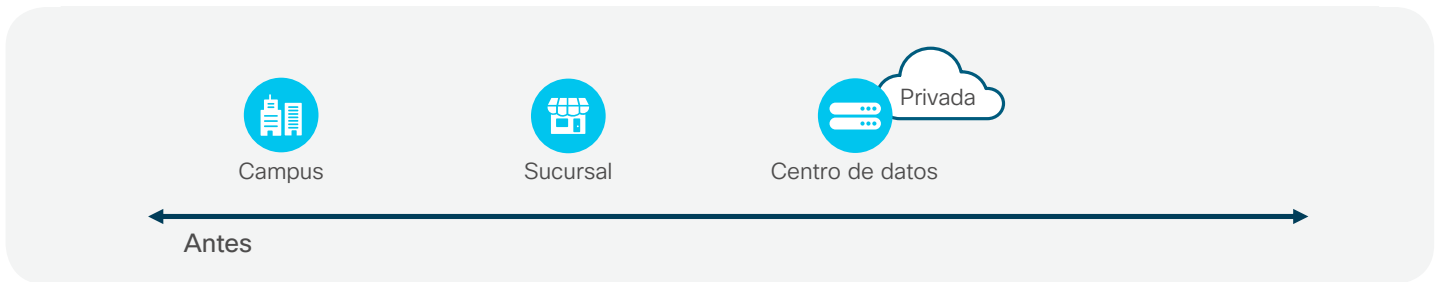 Privada
Campus
Sucursal
Centro de datos
Antes